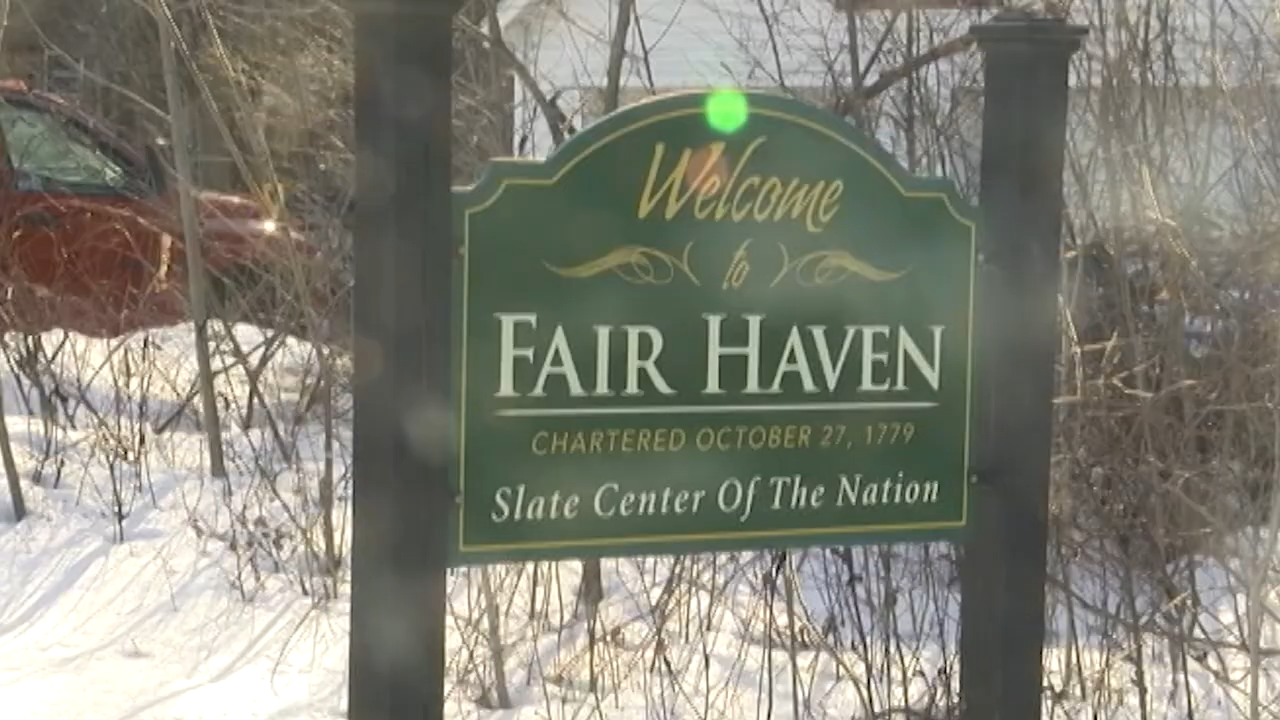 Welcome
to
FAIR HAVEN
CHARTERED OCTOBER 27, 1779
Slate Center Of The Nation